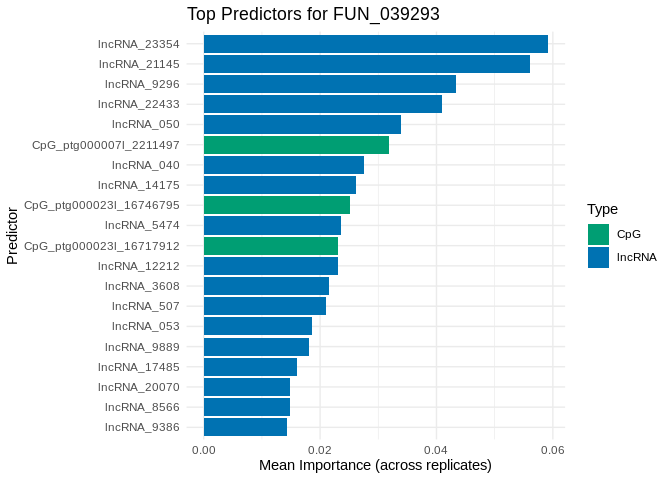 Top Predictors for FUN_039293
Predictor
lncRNA_23354
lncRNA_21145
lncRNA_9296
lncRNA_22433
lncRNA_050
CpG_ptg000007l_2211497
lncRNA_040
lncRNA_14175
CpG_ptg000023l_16746795
lncRNA_5474
CpG_ptg000023l_16717912
lncRNA_12212
lncRNA_3608
lncRNA_507
lncRNA_053
lncRNA_9889
lncRNA_17485
lncRNA_20070
lncRNA_8566
lncRNA_9386
0.00 0.02 0.04 0.06
Mean Importance (across replicates)
Type
CpG
lncRNA